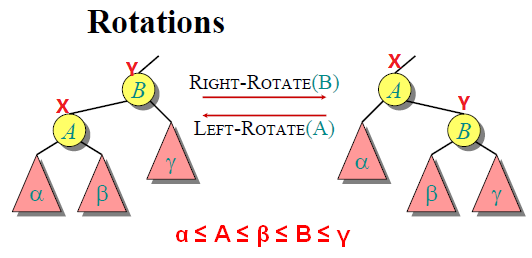 Rotations
Y
X
B
A
α
β
γ
RIGHT-ROTATE(B)
LEFT-ROTATE(A)
X
A
Y
B
α
β
γ
α ≤ A ≤ β ≤ B ≤ γ